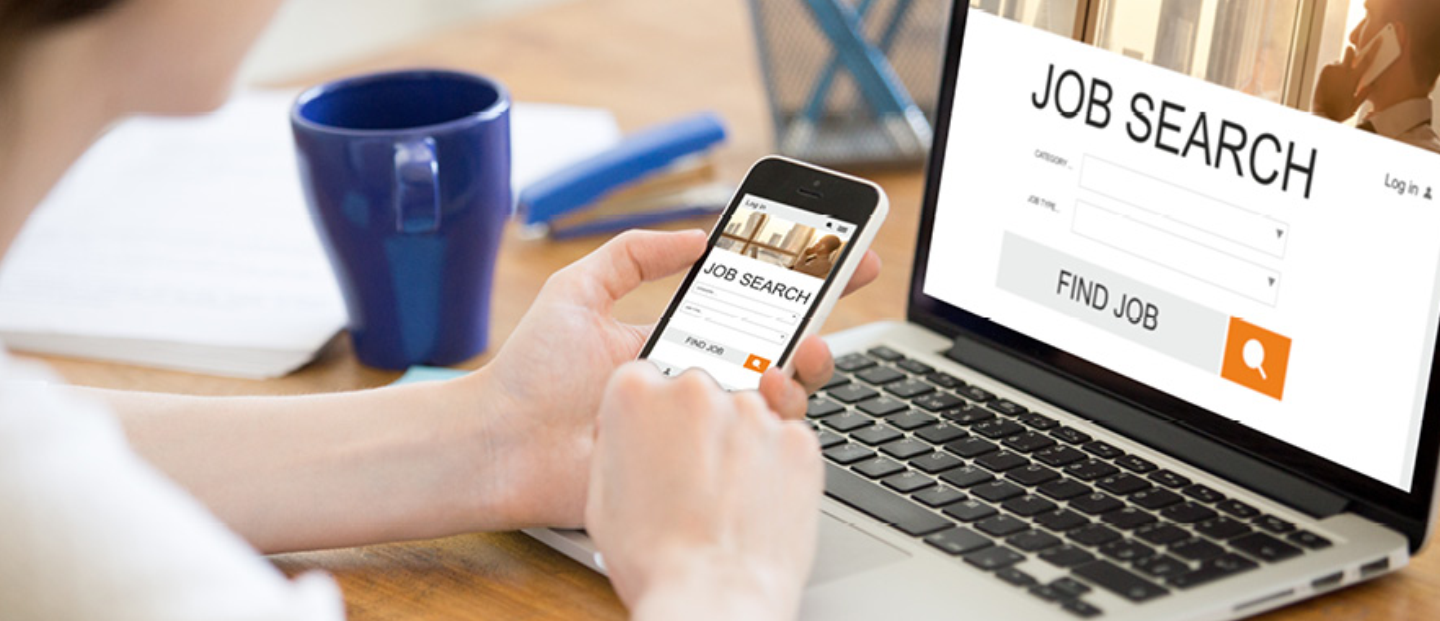 Log in
JOB SEARCH
FIND JOB
JOB SEARCH
Log in
CATEGORY ...
JOB TYPE...
FIND JOB